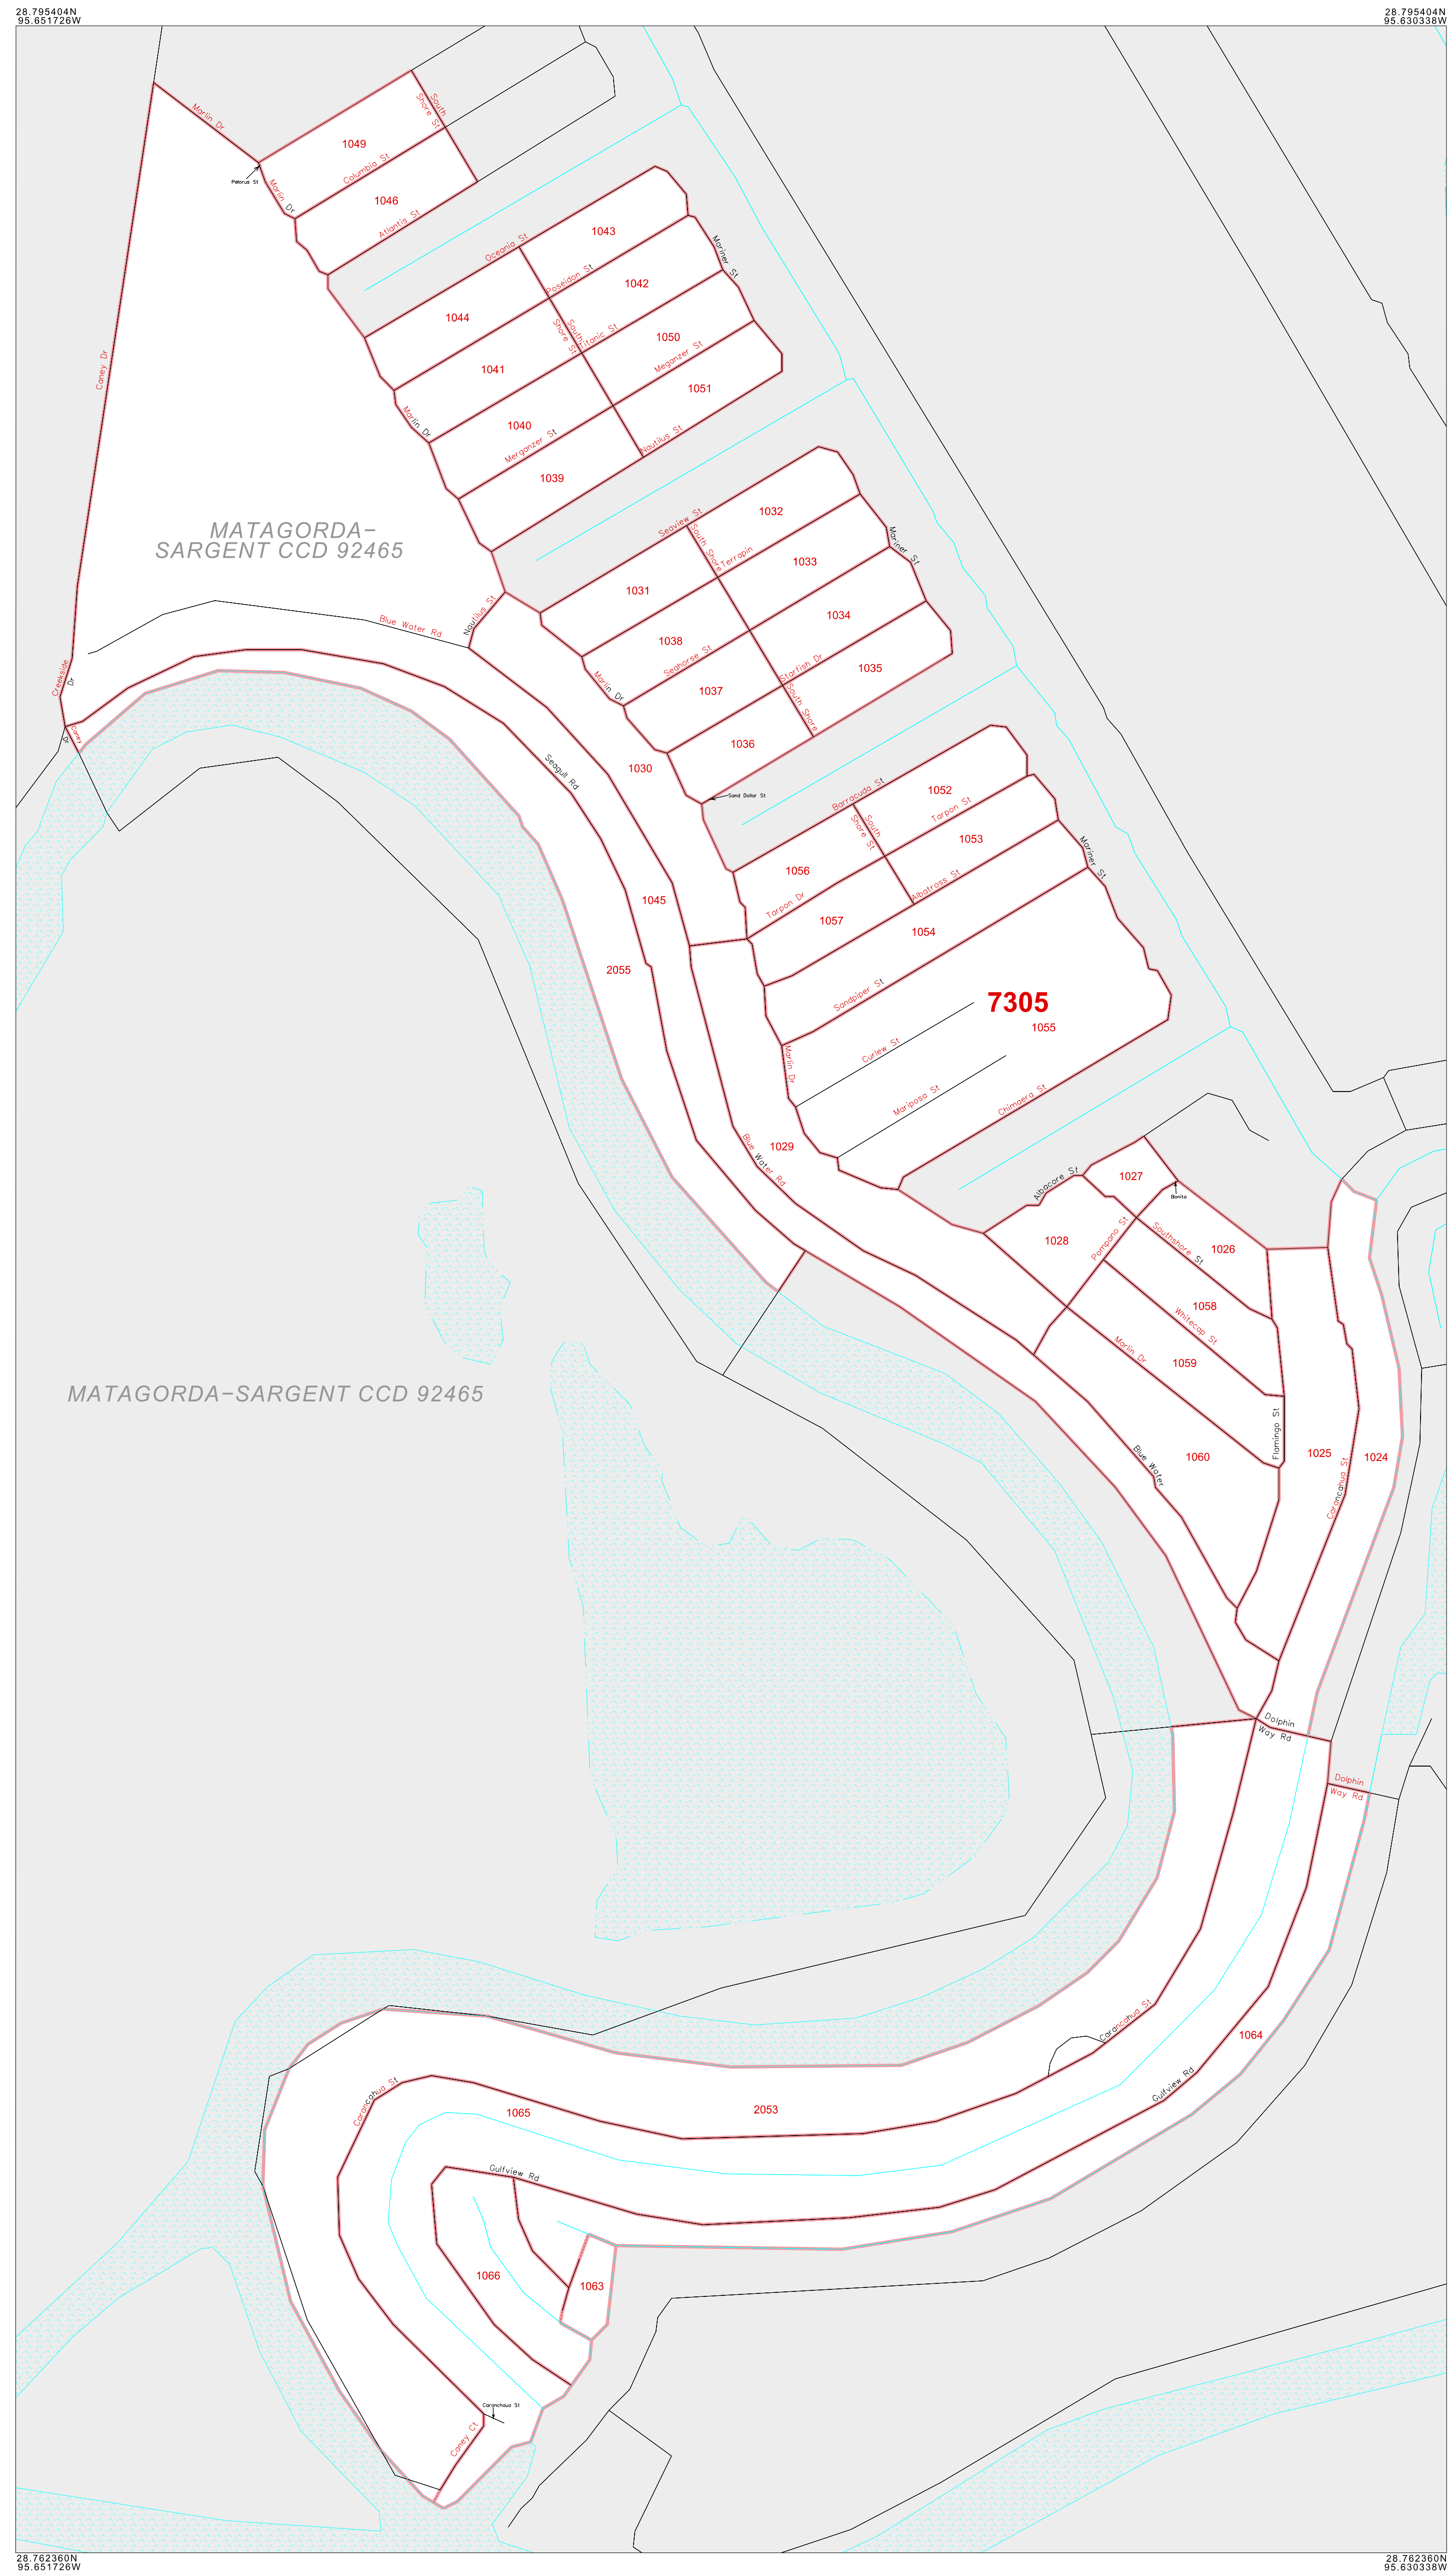 28.795404N
95.651726W
28.795404N
95.630338W
Marlin Dr
South
Shore St
1049
Columbia St
Pelorus St
Marlin Dr
1046
Atlantis St
Oceania St
1043
Mariner St
Poseidon St
1042
1044
South
Shore St
Titanic St
1050
Meganzer St
1041
1051
Caney Dr
Marlin Dr
1040
Merganzer St
Nautilus St
1039
MATAGORDA-
SARGENT CCD 92465
Seaview St
1032
South Shore
Terrapin
Mariner St
1033
1031
Nautilus St
Blue Water Rd
1034
1038
Seahorse St
Starfish Dr
1035
Creekside
Dr
Marlin Dr
1037
South Shore
Caney
Dr
1036
Seagull Rd
1030
Sand Dollar St
Barracuda St
1052
Tarpon St
South
Shore St
1053
Mariner St
1056
Albatross St
1045
Tarpon Dr
1057
1054
2055
Sandpiper St
7305
1055
Curlew St
Marlin Dr
Mariposa St
Chimaera St
1029
Blue Water Rd
Albacore St
1027
Bonito
1028
Pompano St
Southshore St
1026
1058
Whitecap St
Marlin Dr
1059
MATAGORDA-SARGENT CCD 92465
Flamingo St
Blue Water
1060
1025
1024
Carancahua St
Dolphin
Way Rd
Dolphin
Way Rd
Carancahua St
1064
Gulfview Rd
Carancahua St
1065
2053
Gulfview Rd
1066
1063
Caranchaua St
Caney Ct
28.762360N
95.651726W
28.762360N
95.630338W